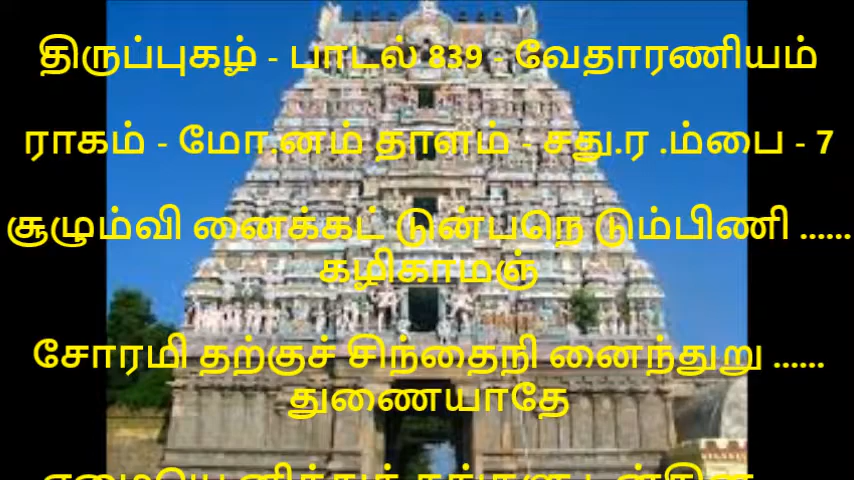 திருப்புகழ் - பாடல் 839 - வேதாரணியம்
ராகம் - மோ.னம் தாளம் - சது.ர .ம்பை - 7
சூழும்வி னைக்கட் டுன்பநெ டும்பிணி ......
கழிகாமஞ்
சோரமி தற்குச் சிந்தைநி னைந்துறு ......
துணையாதே